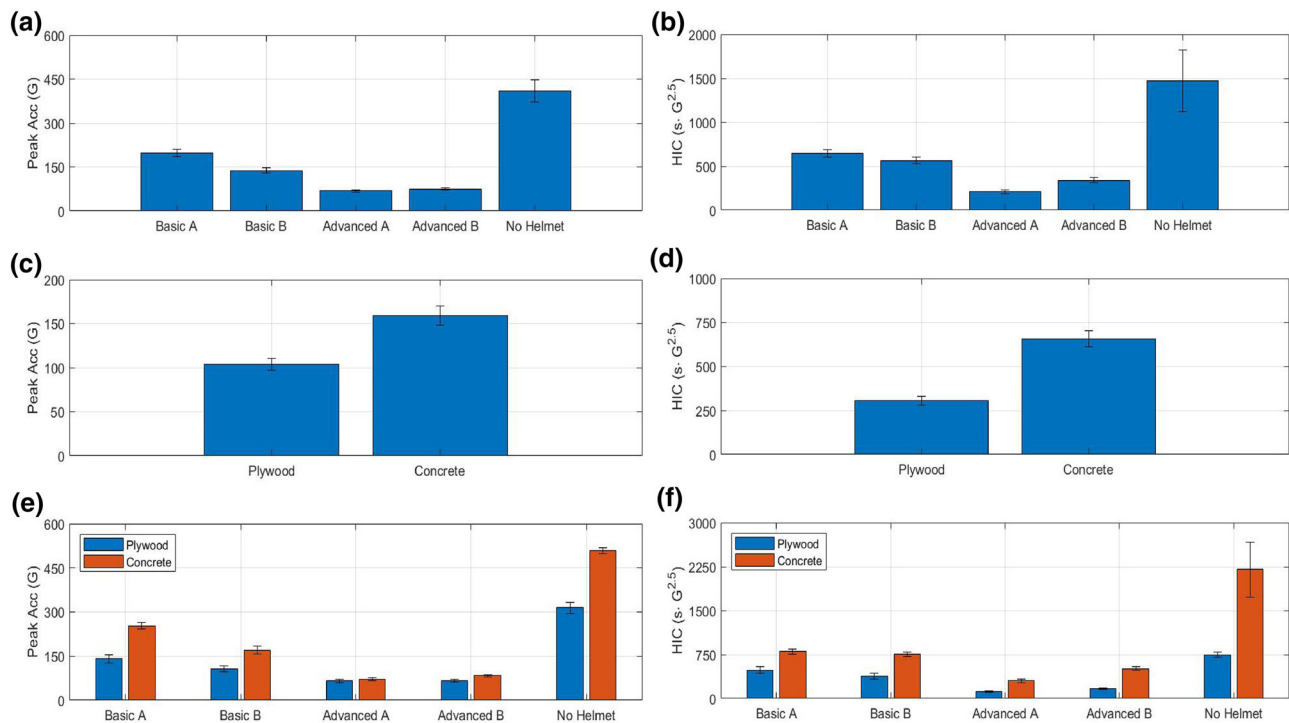 (a)
600
450
300
150
0
Peak Acc (G)
Basic A
Basic B
Advanced A
Advanced B
No Helmet
(b)
2000
1500
1000
500
0
HIC (s· G^2.5)
Basic A
Basic B
Advanced A
Advanced B
No Helmet
(c)
200
150
100
50
0
Peak Acc (G)
Plywood
Concrete
(d)
1000
750
500
250
0
HIC (s· G^2.5)
Plywood
Concrete
(e)
600
450
300
150
0
Peak Acc (G)
Plywood
Concrete
Basic A
Basic B
Advanced A
Advanced B
No Helmet
(f)
3000
2250
1500
750
0
HIC (s· G^2.5)
Plywood
Concrete
Basic A
Basic B
Advanced A
Advanced B
No Helmet